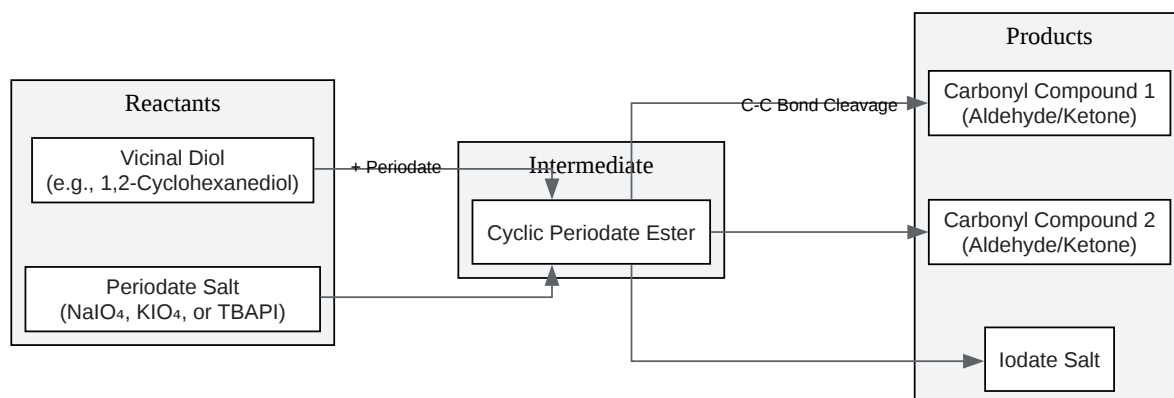 Reactants
Vicinal Diol
(e.g., 1,2-Cyclohexanediol)
Periodate Salt
(NaIO₄, KIO₄, or TBAPI)
+ Periodate
Intermediate
Cyclic Periodate Ester
C-C Bond Cleavage
Products
Carbonyl Compound 1
(Aldehyde/Ketone)
Carbonyl Compound 2
(Aldehyde/Ketone)
Iodate Salt